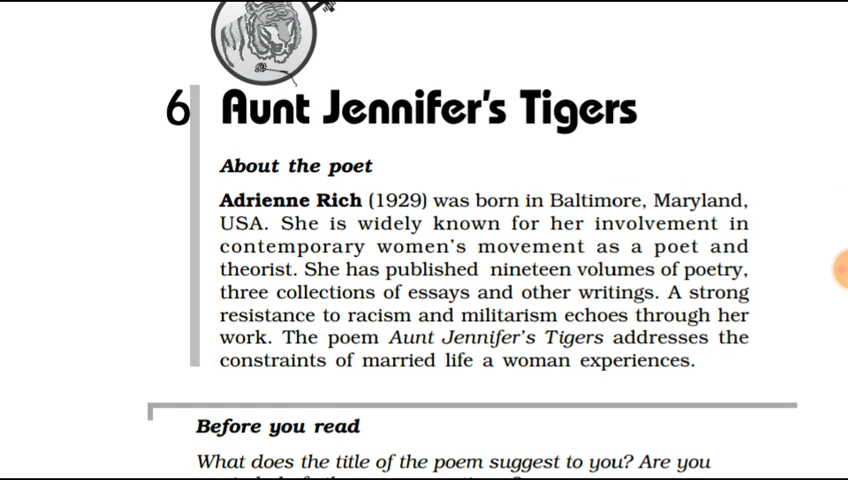 6 Aunt Jennifer's Tigers
About the poet
Adrienne Rich (1929) was born in Baltimore, Maryland,
USA. She is widely known for her involvement in
contemporary women's movement as a poet and
theorist. She has published nineteen volumes of poetry,
three collections of essays and other writings. A strong
resistance to racism and militarism echoes through her
work. The poem Aunt Jennifer's Tigers addresses the
constraints of married life a woman experiences.
Before you read
What does the title of the poem suggest to you? Are you